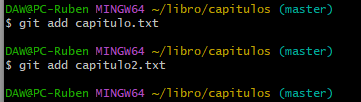 DAW@PC-Ruben MINGW64 ~/libro/capitulos (master)
$ git add capitulo.txt
DAW@PC-Ruben MINGW64 ~/libro/capitulos (master)
$ git add capitulo2.txt
DAW@PC-Ruben MINGW64 ~/libro/capitulos (master)